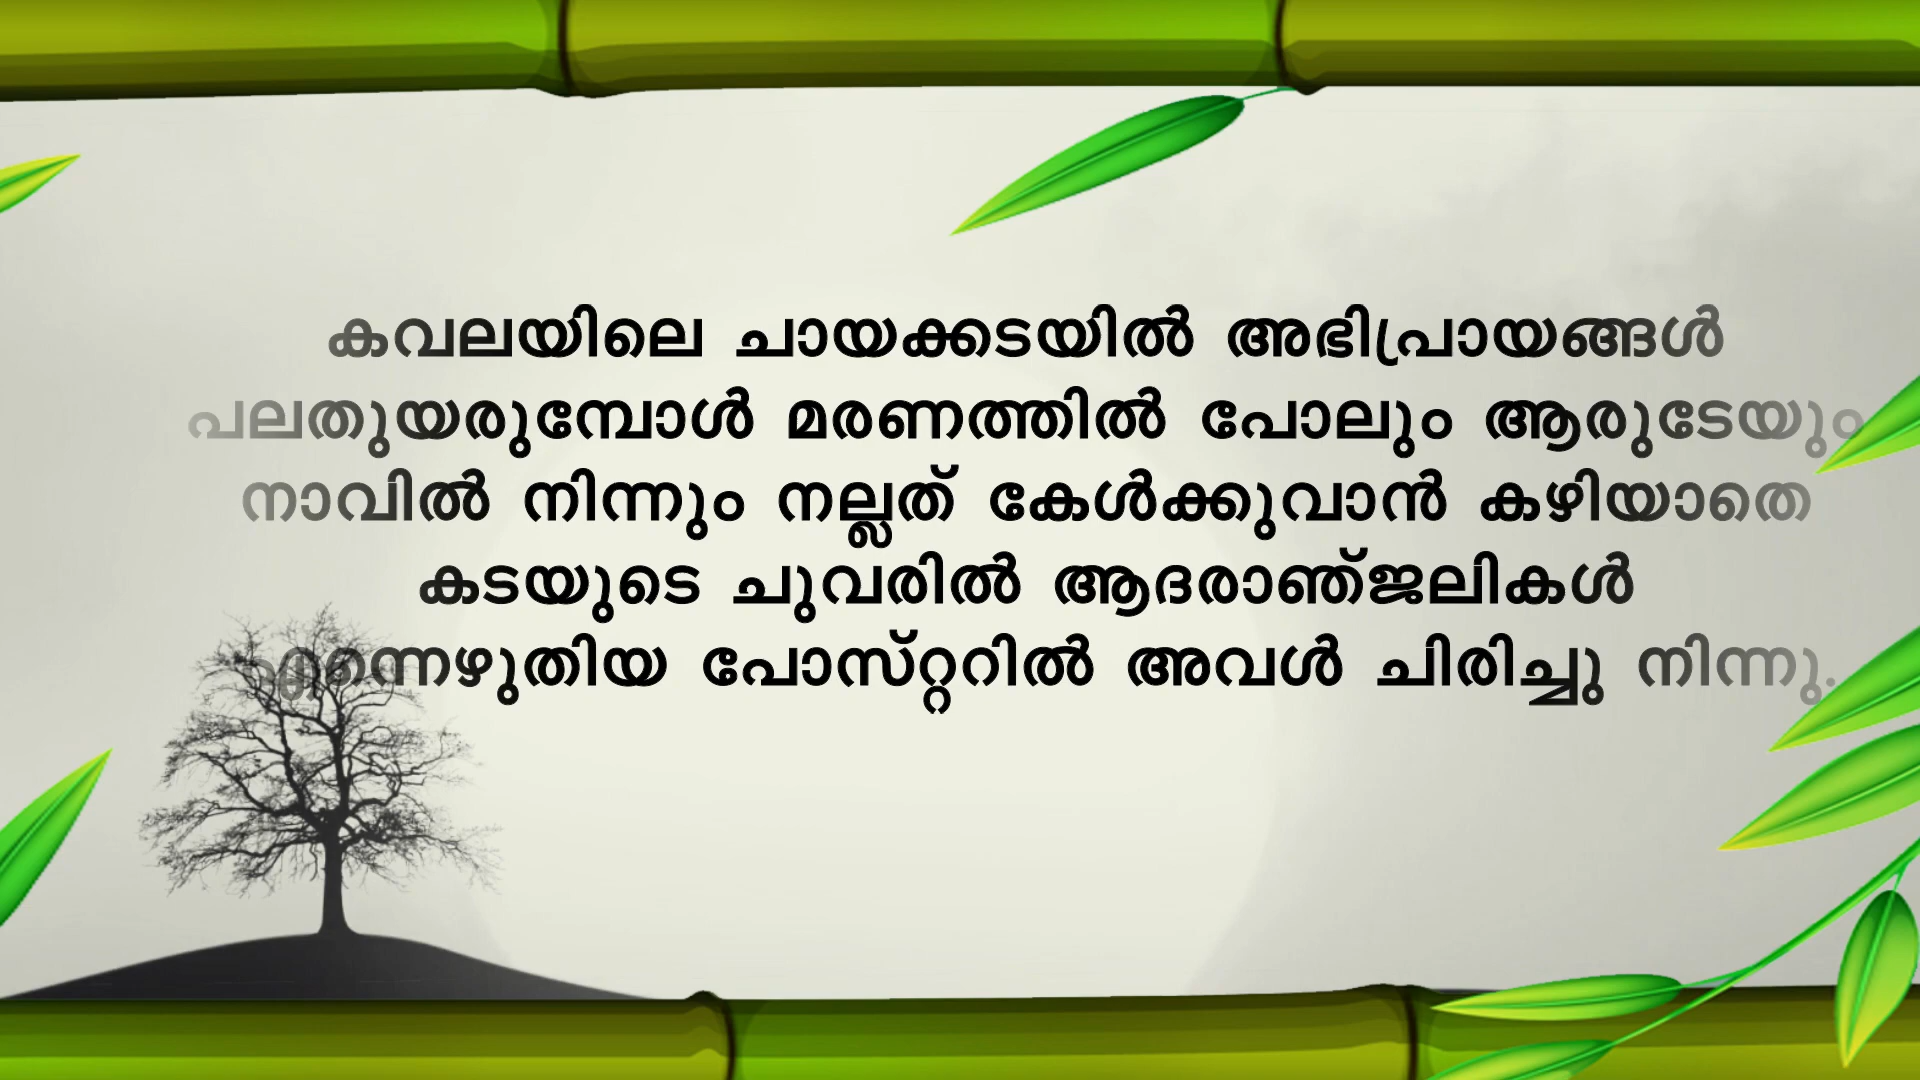 കവലയിലെ ചായക്കടയിൽ അഭിപ്രായങ്ങൾ
പലതുയരുമ്പോൾ മരണത്തിൽ പോലും ആരുടേയും
നാവിൽ നിന്നും നല്ലത് കേൾക്കുവാൻ കഴിയാതെ
കടയുടെ ചുവരിൽ ആദരാഞ്ജലികൾ
എന്നെഴുതിയ പോസ്റ്ററിൽ അവൾ ചിരിച്ചു നിന്നു.